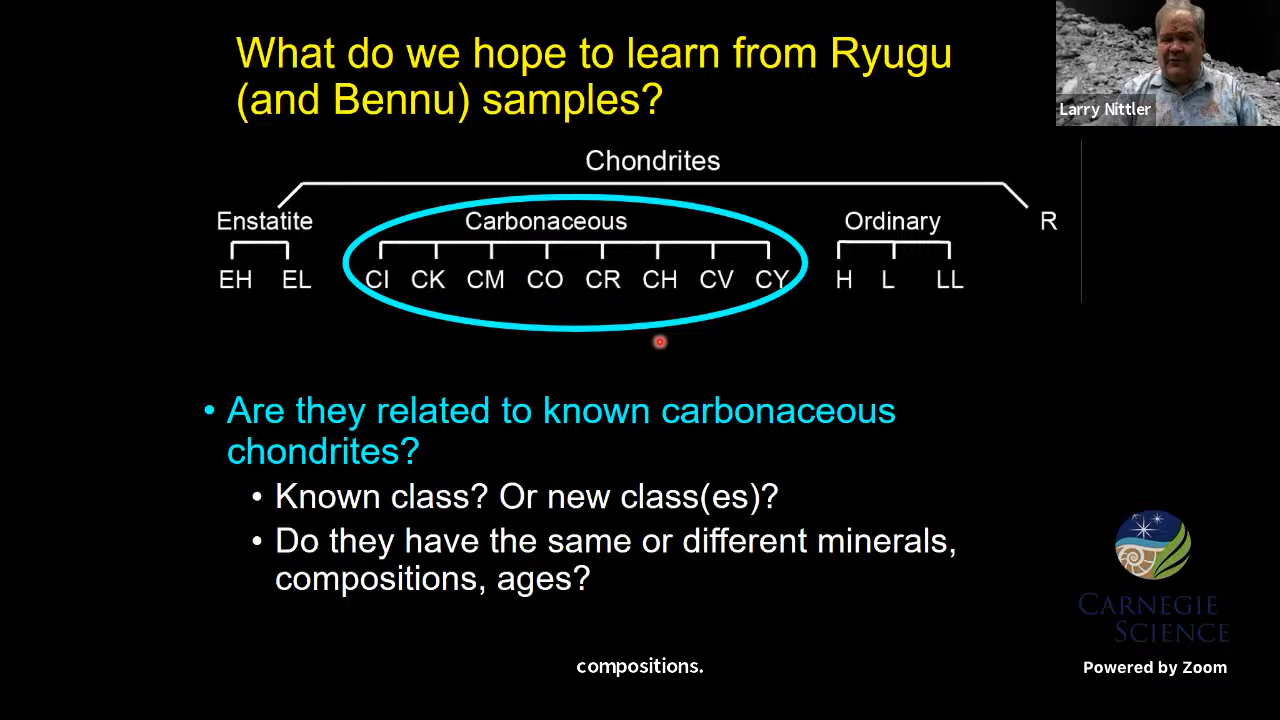 What do we hope to learn from Ryugu
(and Bennu) samples?
Larry Nittler
Chondrites
Enstatite
Carbonaceous
Ordinary
R
EH EL CI CK CM CO CR CH CV CY H L LL
• Are they related to known carbonaceous
chondrites?
• Known class? Or new class(es)?
• Do they have the same or different minerals,
compositions, ages?
CARNEGIE
SCIENCE
compositions.
Powered by Zoom